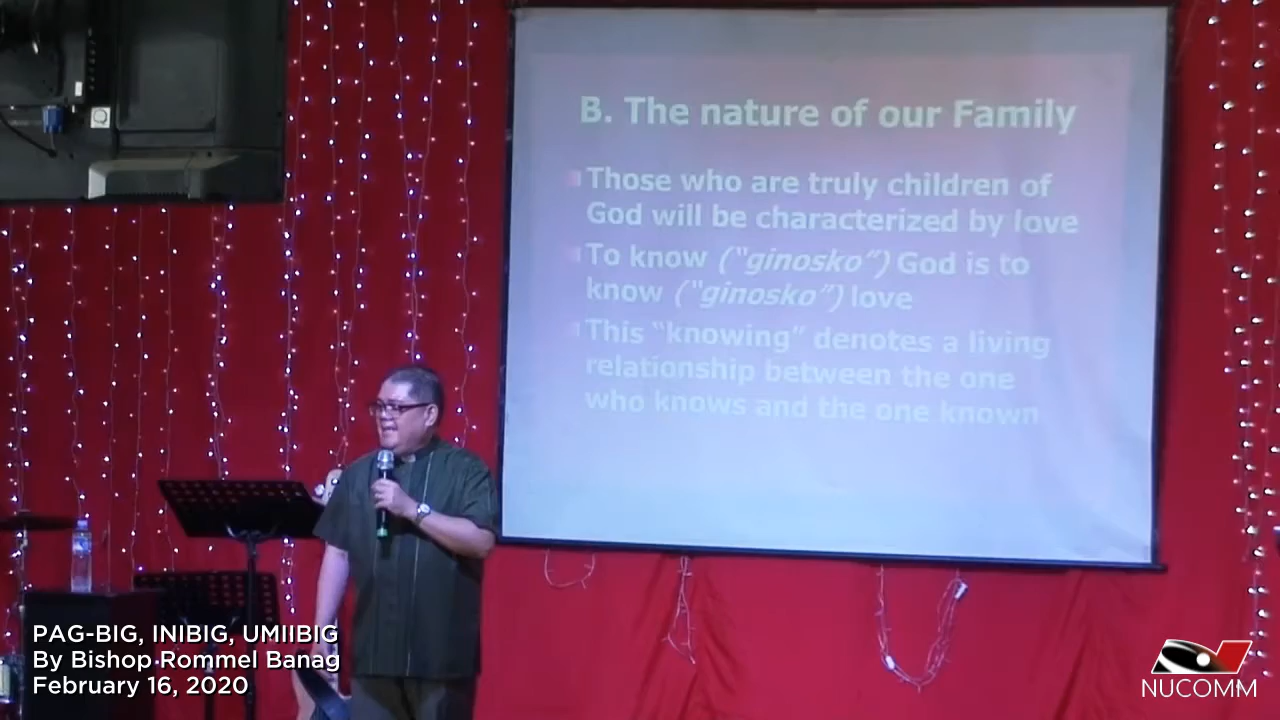 B. The nature of our Family
Those who are truly children of
God will be characterized by love
To know ("ginosko") God is to
know ("ginosko") love
This "knowing" denotes a living
relationship between the one
who knows and the one known
PAG-BIG, INIBIG, UMIIBIG
By Bishop Rommel Banag
February 16, 2020
NUCOMM